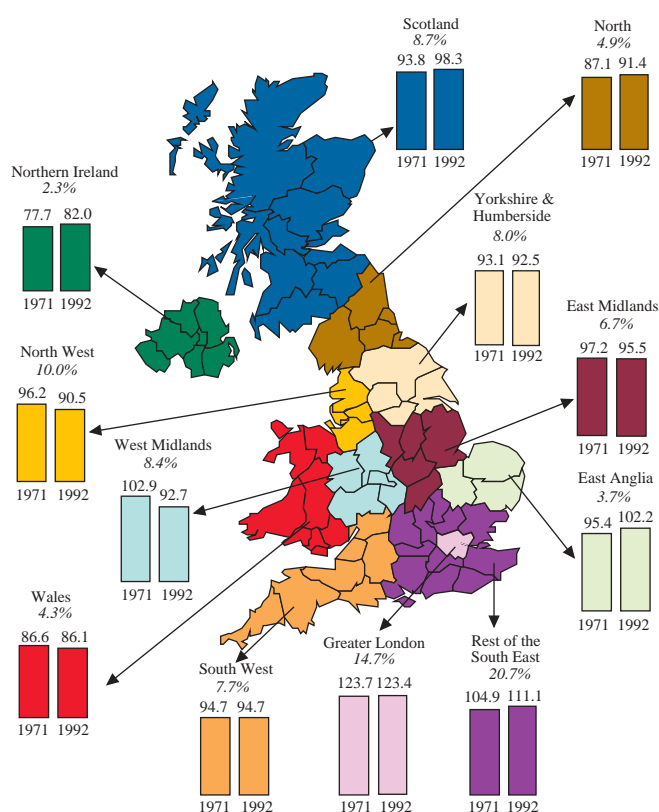 Scotland
8.7%
93.8 98.3
1971 1992
North
4.9%
87.1 91.4
1971 1992
Northern Ireland
2.3%
77.7 82.0
1971 1992
Yorkshire &
Humberside
8.0%
93.1 92.5
1971 1992
East Midlands
6.7%
97.2 95.5
1971 1992
North West
10.0%
96.2 90.5
1971 1992
West Midlands
8.4%
102.9 92.7
1971 1992
East Anglia
3.7%
95.4 102.2
1971 1992
Wales
4.3%
86.6 86.1
1971 1992
South West
7.7%
94.7 94.7
1971 1992
Greater London
14.7%
123.7 123.4
1971 1992
Rest of the
South East
20.7%
104.9 111.1
1971 1992